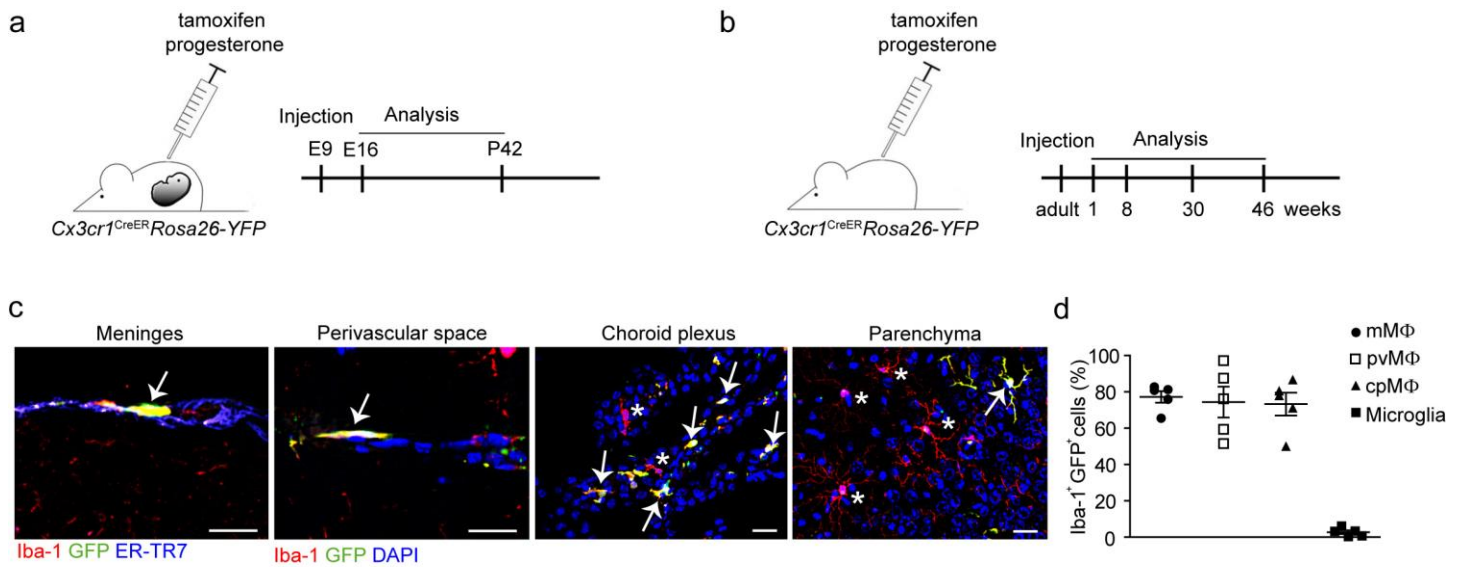 a
tamoxifen
progesterone
Injection Analysis
E9 E16 P42
Cx3cr1CreERRosa26-YFP
b
tamoxifen
progesterone
Injection Analysis
adult 1 8 30 46 weeks
Cx3cr1CreERRosa26-YFP
c
Meninges Perivascular space Choroid plexus Parenchyma
* * * * * *
Iba-1 GFP ER-TR7 Iba-1 GFP DAPI
d
Iba-1+ GFP+ cells (%)
100
80
60
40
20
0
mMΦ
pvMΦ
cpMΦ
Microglia